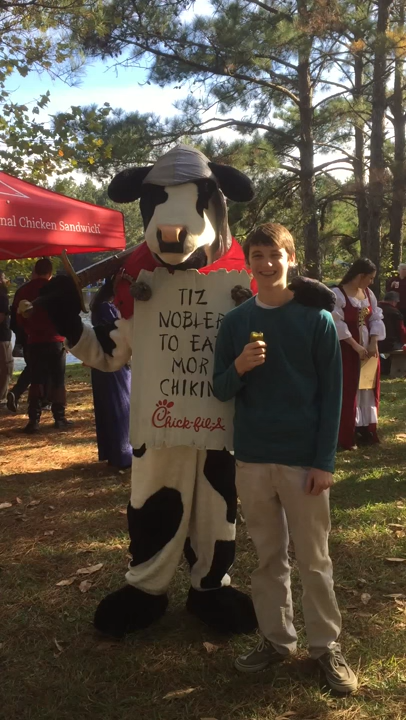 nal Chicken Sandwich
TIZ
NOBLER
TO EAT
MOR
CHIKIN
Chick-fil-A